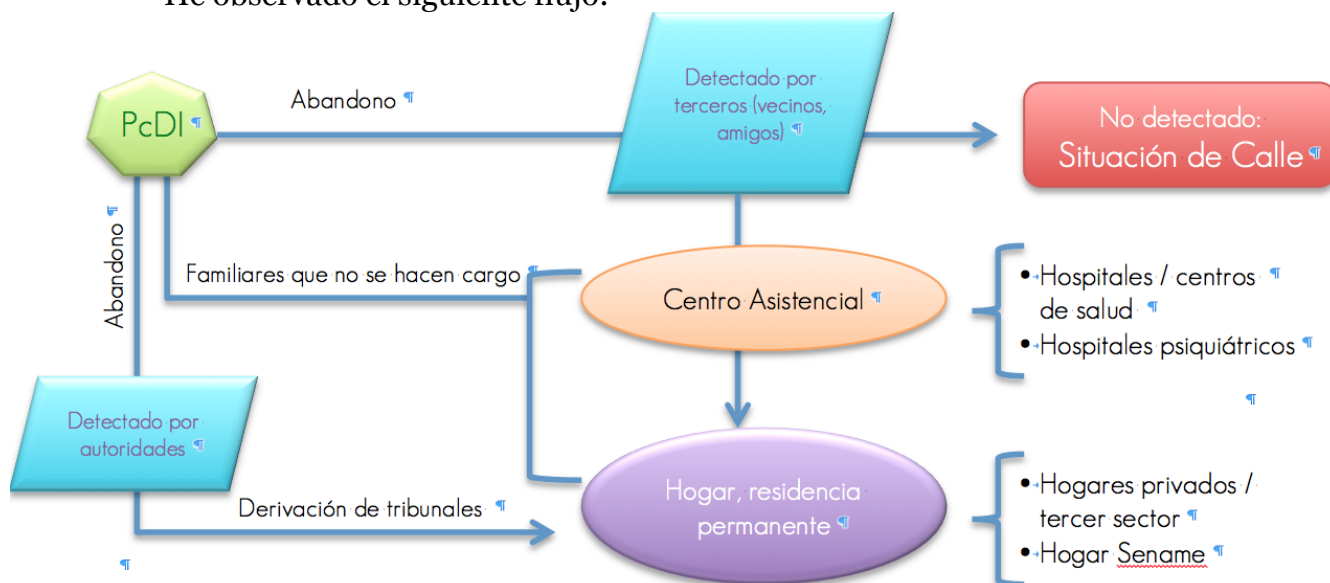 He observado el siguiente flujo:
Abandono
PcDI
Detectado por
terceros (vecinos,
amigos)
No detectado:
Situación de Calle
Abandono
Familiares que no se hacen cargo
Centro Asistencial
Hospitales / centros
de salud
Hospitales psiquiátricos
Detectado por
autoridades
Derivación de tribunales
Hogar, residencia
permanente
Hogares privados /
tercer sector
Hogar Sename